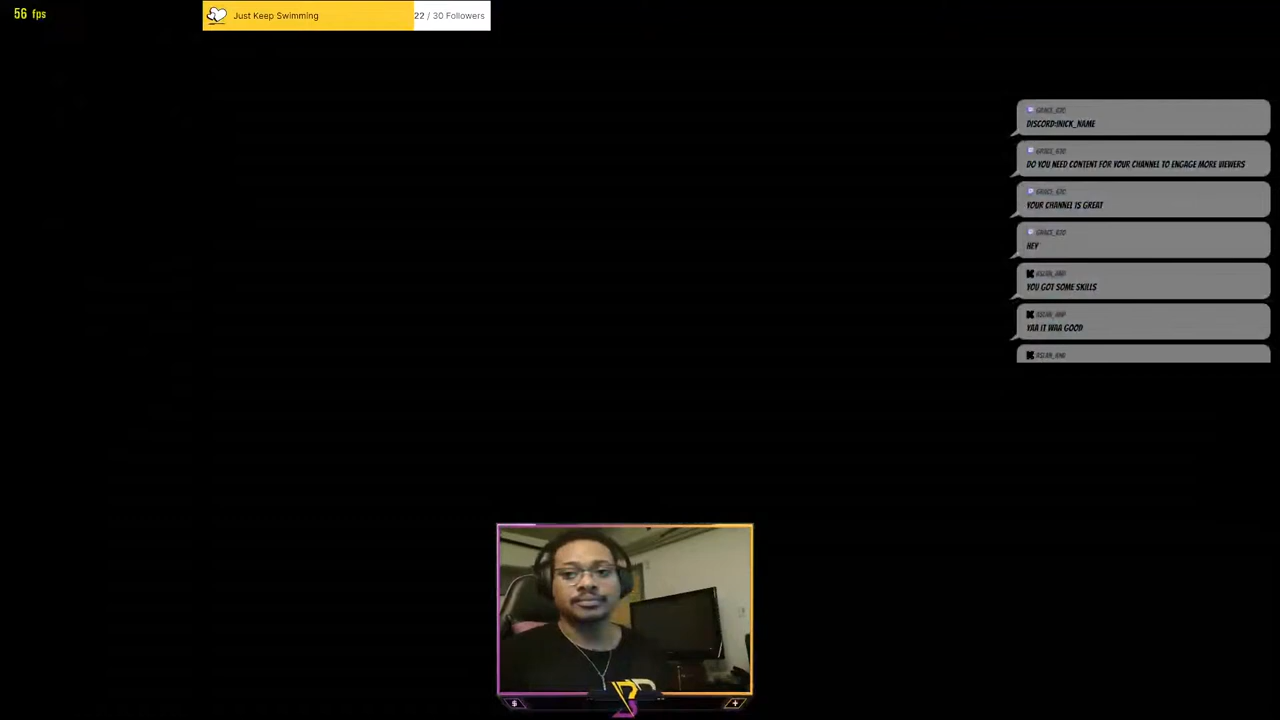 56 fps
Just Keep Swimming
22 / 30 Followers
DISCORD:NICK_NAME
DO YOU NEED CONTENT FOR YOUR CHANNEL TO ENGAGE MORE VIEWERS
YOUR CHANNEL IS GREAT
HEY
YOU GOT SOME SKILLS
YAA IT WAA GOOD